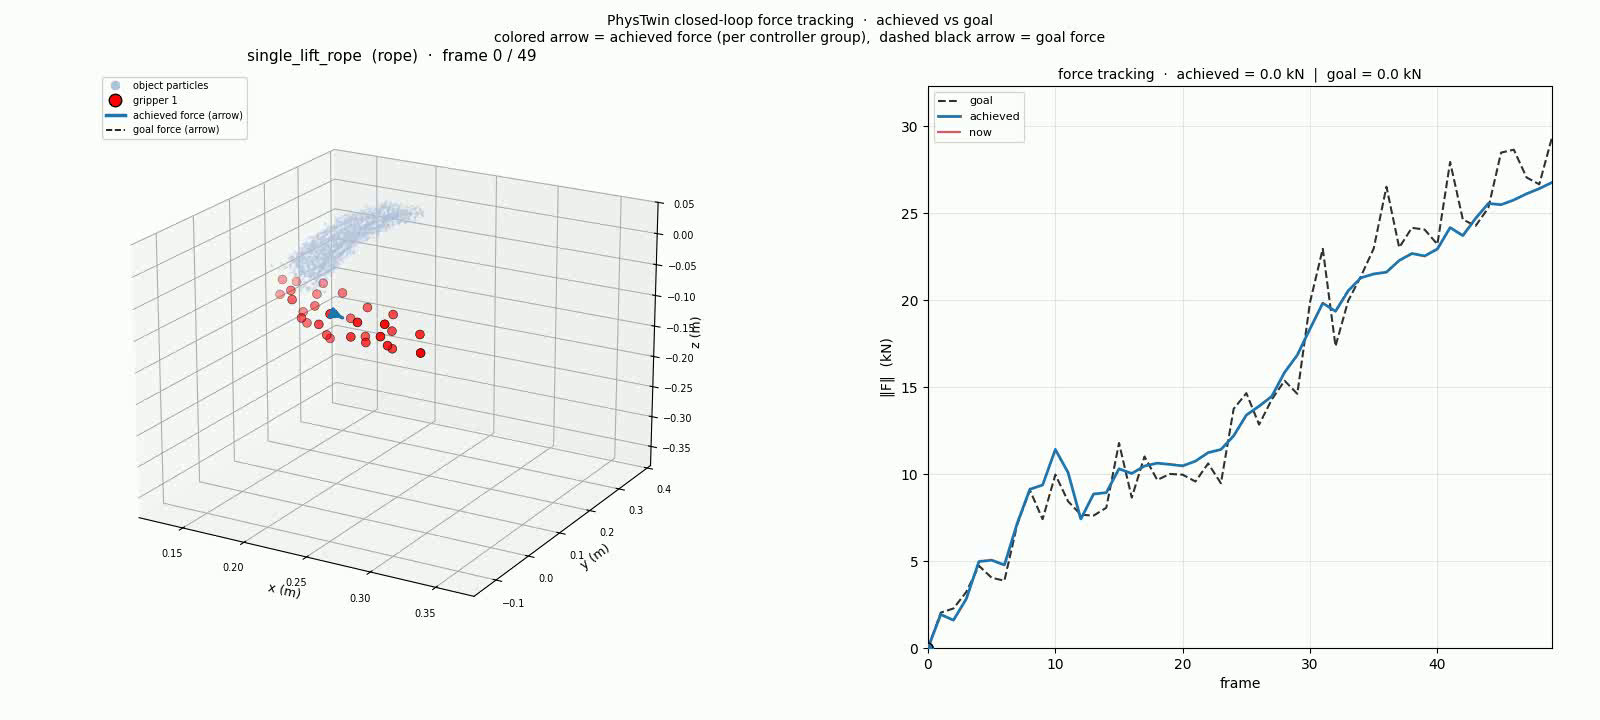 PhysTwin closed-loop force tracking · achieved vs goal
colored arrow = achieved force (per controller group), dashed black arrow = goal force
single_lift_rope (rope) · frame 0 / 49
object particles
gripper 1
achieved force (arrow)
goal force (arrow)
0.05
0.00
−0.05
−0.10
−0.15
−0.20
−0.25
−0.30
−0.35
z (m)
0.4
0.3
0.2
0.1
0.0
−0.1
y (m)
0.15
0.20
0.25
0.30
0.35
x (m)
force tracking · achieved = 0.0 kN | goal = 0.0 kN
goal
achieved
now
30
25
20
15
10
5
0
‖F‖ (kN)
0
10
20
30
40
frame